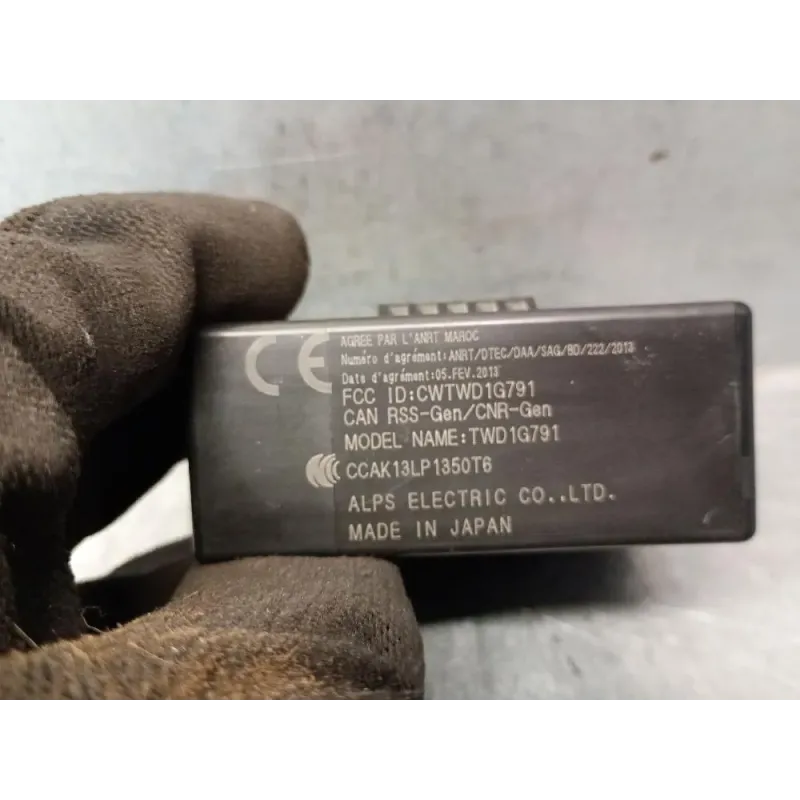 CE
AGREE PAR L'ANRT MAROC
Numéro d'agrément:ANRT/DTEC/DAA/SAG/BD/222/2013
Date d'agrément:05.FEV.2013
FCC ID:CWTWD1G791
CAN RSS-Gen/CNR-Gen
MODEL NAME:TWD1G791
CCAK13LP1350T6
ALPS ELECTRIC CO.,LTD.
MADE IN JAPAN